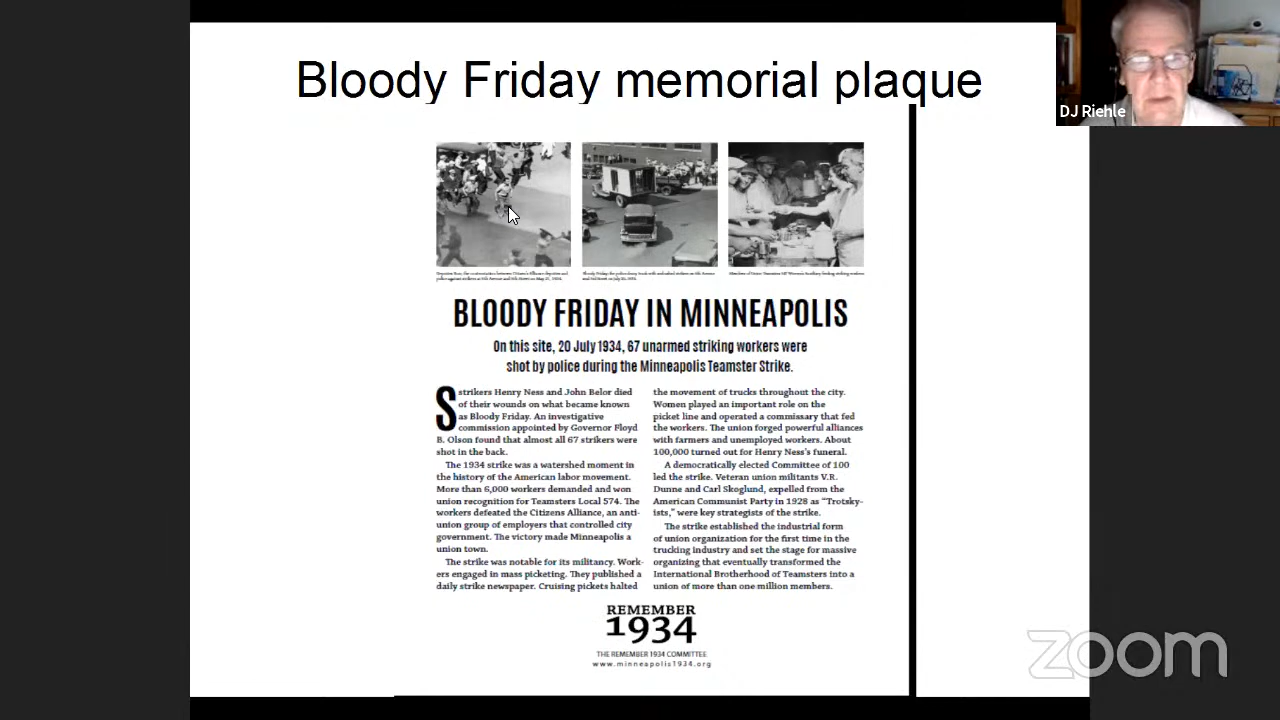 Bloody Friday memorial plaque
DJ Riehle
BLOODY FRIDAY IN MINNEAPOLIS
On this site, 20 July 1934, 67 unarmed striking workers were
shot by police during the Minneapolis Teamster Strike.
Strikers Henry Ness and John Belor died
of their wounds on what became known
as Bloody Friday. An investigative
commission appointed by Governor Floyd
B. Olson found that almost all 67 strikers were
shot in the back.
The 1934 strike was a watershed moment in
the history of the American labor movement.
More than 6,000 workers demanded and won
union recognition for Teamsters Local 574. The
workers defeated the Citizens Alliance, an anti-
union group of employers that controlled city
government. The victory made Minneapolis a
union town.
The strike was notable for its militancy. Work-
ers engaged in mass picketing. They published a
daily strike newspaper. Cruising pickets halted
the movement of trucks throughout the city.
Women played an important role on the
picket line and operated a commissary that fed
the workers. The union forged powerful alliances
with farmers and unemployed workers. About
100,000 turned out for Henry Ness's funeral.
A democratically elected Committee of 100
led the strike. Veteran union militants V.R.
Dunne and Carl Skoglund, expelled from the
American Communist Party in 1928 as "Trotsky-
ists," were key strategists of the strike.
The strike established the industrial form
of union organization for the first time in the
trucking industry and set the stage for massive
organizing that eventually transformed the
International Brotherhood of Teamsters into a
union of more than one million members.
REMEMBER
1934
THE REMEMBER 1934 COMMITTEE
www.minneapolis1934.org
zoom